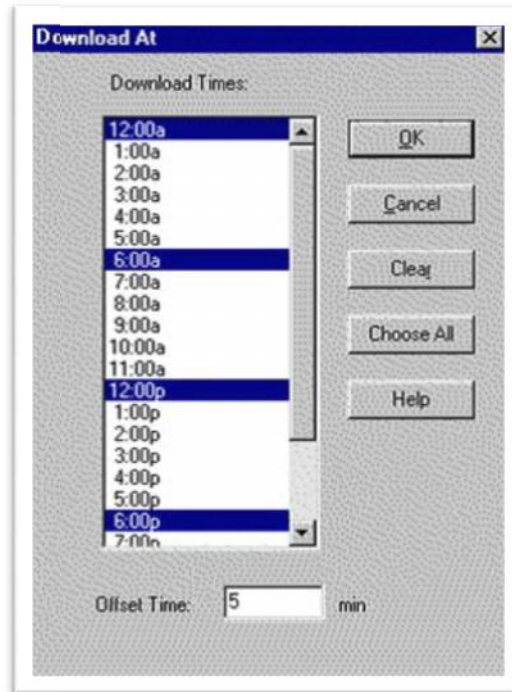 Download At
Download Times:
12:00a
1:00a
2:00a
3:00a
4:00a
5:00a
6:00a
7:00a
8:00a
9:00a
10:00a
11:00a
12:00p
1:00p
2:00p
3:00p
4:00p
5:00p
6:00p
7:00p
OK
Cancel
Clear
Choose All
Help
Offset Time: 5 min